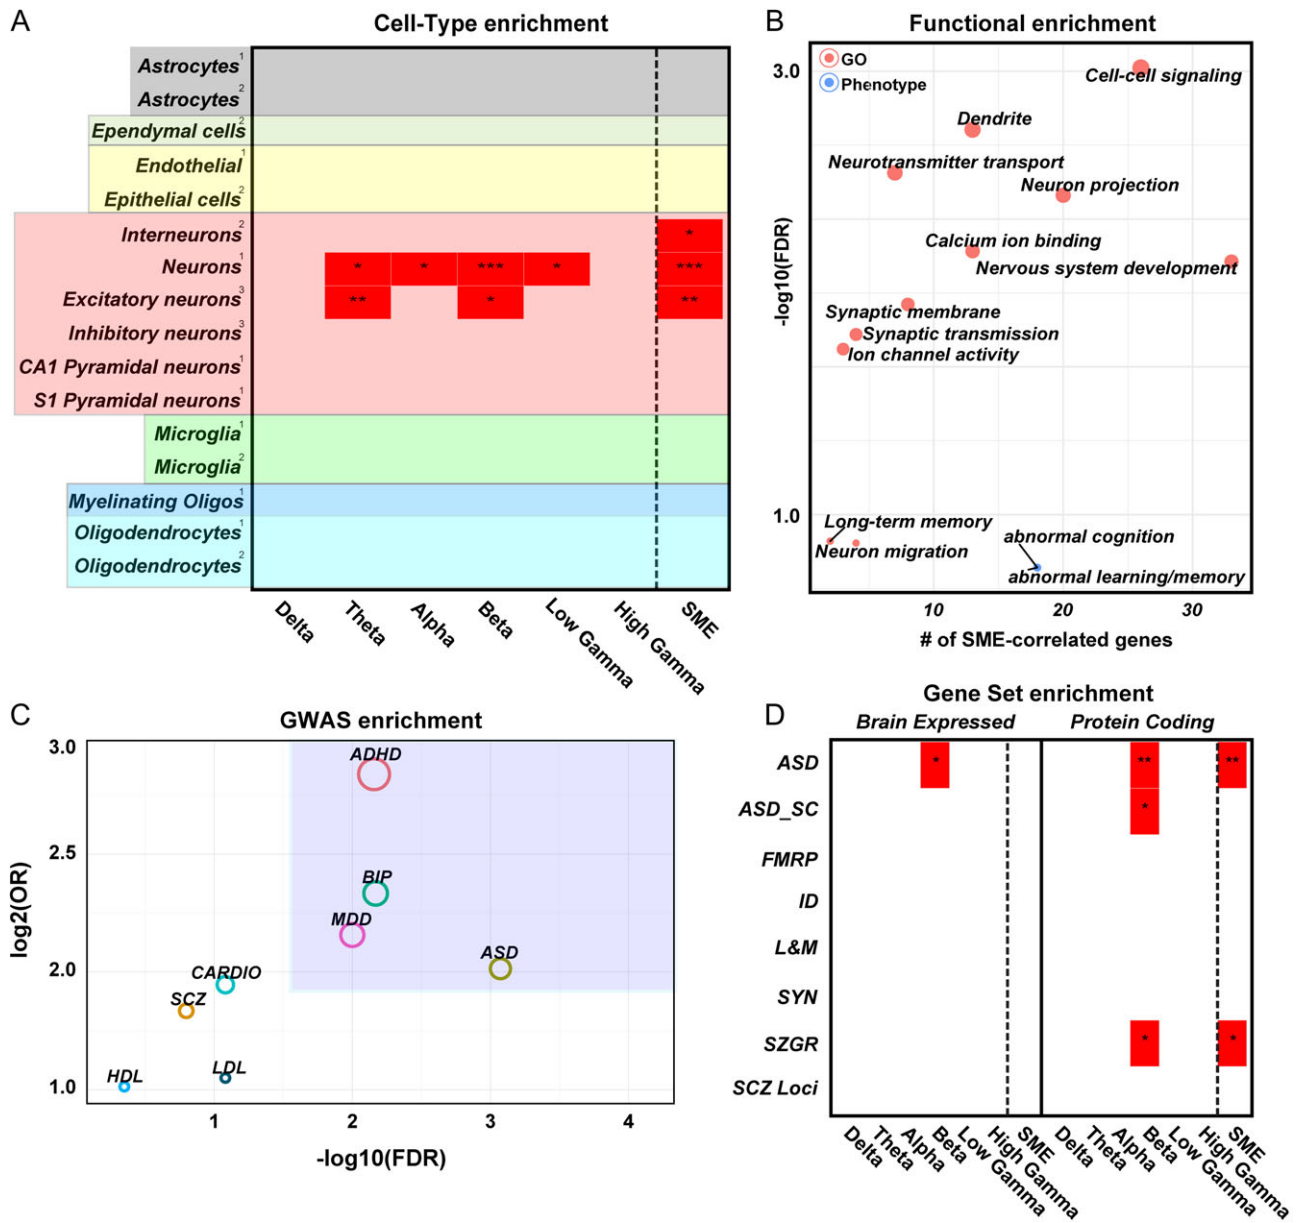 A
Cell-Type enrichment
Astrocytes1
Astrocytes2
Ependymal cells2
Endothelial1
Epithelial cells2
Interneurons2
*
Neurons1
* * *** * ***
Excitatory neurons3
** * **
Inhibitory neurons3
CA1 Pyramidal neurons1
S1 Pyramidal neurons1
Microglia1
Microglia2
Myelinating Oligos1
Oligodendrocytes1
Oligodendrocytes2
Delta
Theta
Alpha
Beta
Low Gamma
High Gamma
SME
B
Functional enrichment
GO
Phenotype
3.0
Cell-cell signaling
Dendrite
Neurotransmitter transport
Neuron projection
Calcium ion binding
Nervous system development
Synaptic membrane
Synaptic transmission
Ion channel activity
1.0
Long-term memory
Neuron migration
abnormal cognition
abnormal learning/memory
-log10(FDR)
10 20 30
# of SME-correlated genes
C
GWAS enrichment
3.0
2.5
2.0
1.0
log2(OR)
ADHD
BIP
MDD
ASD
CARDIO
SCZ
LDL
HDL
1 2 3 4
-log10(FDR)
D
Gene Set enrichment
Brain Expressed Protein Coding
ASD
* ** **
ASD_SC
*
FMRP
ID
L&M
SYN
SZGR
* *
SCZ Loci
Delta
Theta
Alpha
Beta
Low Gamma
High Gamma
SME
Delta
Theta
Alpha
Beta
Low Gamma
High Gamma
SME